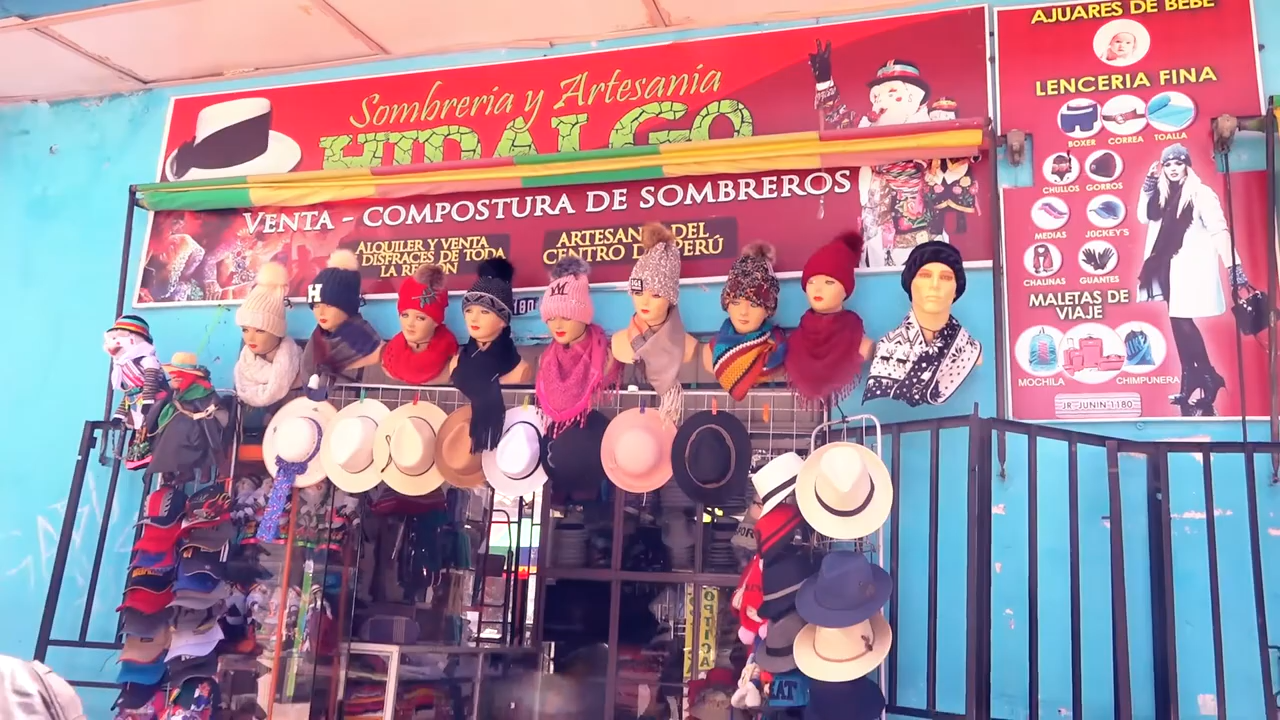 Sombreria y Artesania
HIDALGO
VENTA - COMPOSTURA DE SOMBREROS
ALQUILER Y VENTA
DISFRACES DE TODA
LA REGION
ARTESANIA DEL
CENTRO DEL PERÚ
1180
H
AJUARES DE BEBE
LENCERIA FINA
BOXER CORREA TOALLA
CHULLOS GORROS
MEDIAS JOCKEY'S
CHALINAS GUANTES
MALETAS DE
VIAJE
MOCHILA CHIMPUNERA
JR JUNIN 1180
OPTICA